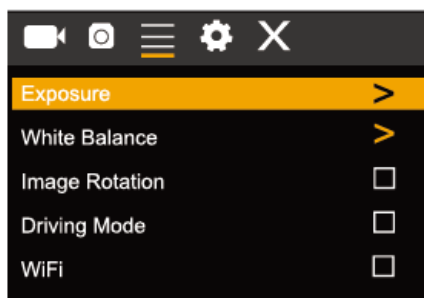 Exposure >
White Balance >
Image Rotation
Driving Mode
WiFi